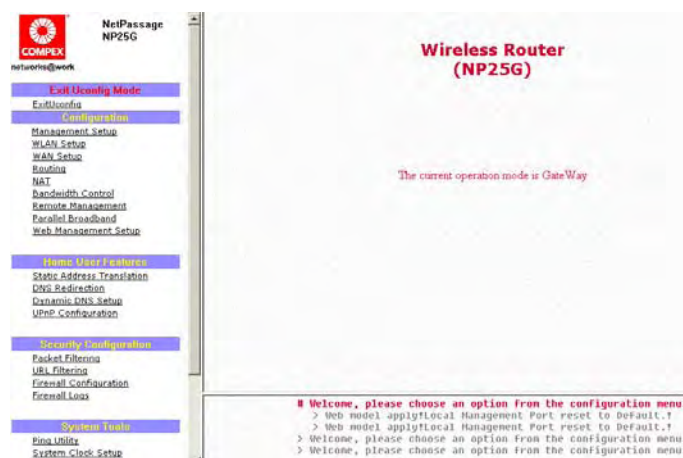 COMPEX
networks@work
NetPassage
NP25G
Exit Uconfig Mode
ExitUconfig
Configuration
Management Setup
WLAN Setup
WAN Setup
Routing
NAT
Bandwidth Control
Remote Management
Parallel Broadband
Web Management Setup
Home User Features
Static Address Translation
DNS Redirection
Dynamic DNS Setup
UPnP Configuration
Security Configuration
Packet Filtering
URL Filtering
Firewall Configuration
Firewall Logs
System Tools
Ping Utility
System Clock Setup
Wireless Router
(NP25G)
The current operation mode is GateWay
# Welcome, please choose an option from the configuration menu
> Web model apply!Local Management Port reset to Default.!
> Web model apply!Local Management Port reset to Default.!
> Welcome, please choose an option from the configuration menu
> Welcome, please choose an option from the configuration menu